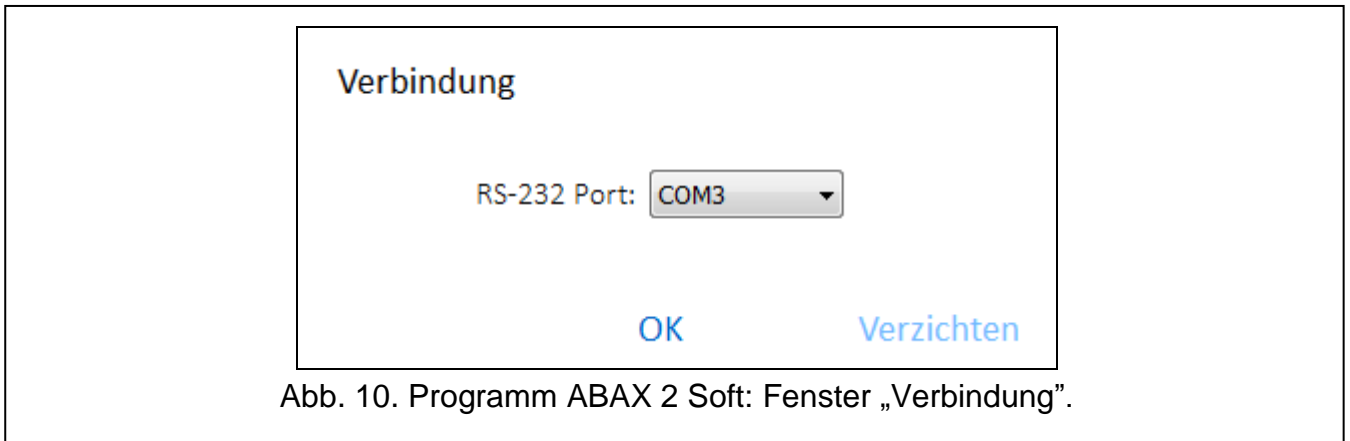 Verbindung
RS-232 Port: COM3
OK Verzichten
Abb. 10. Programm ABAX 2 Soft: Fenster „Verbindung”.